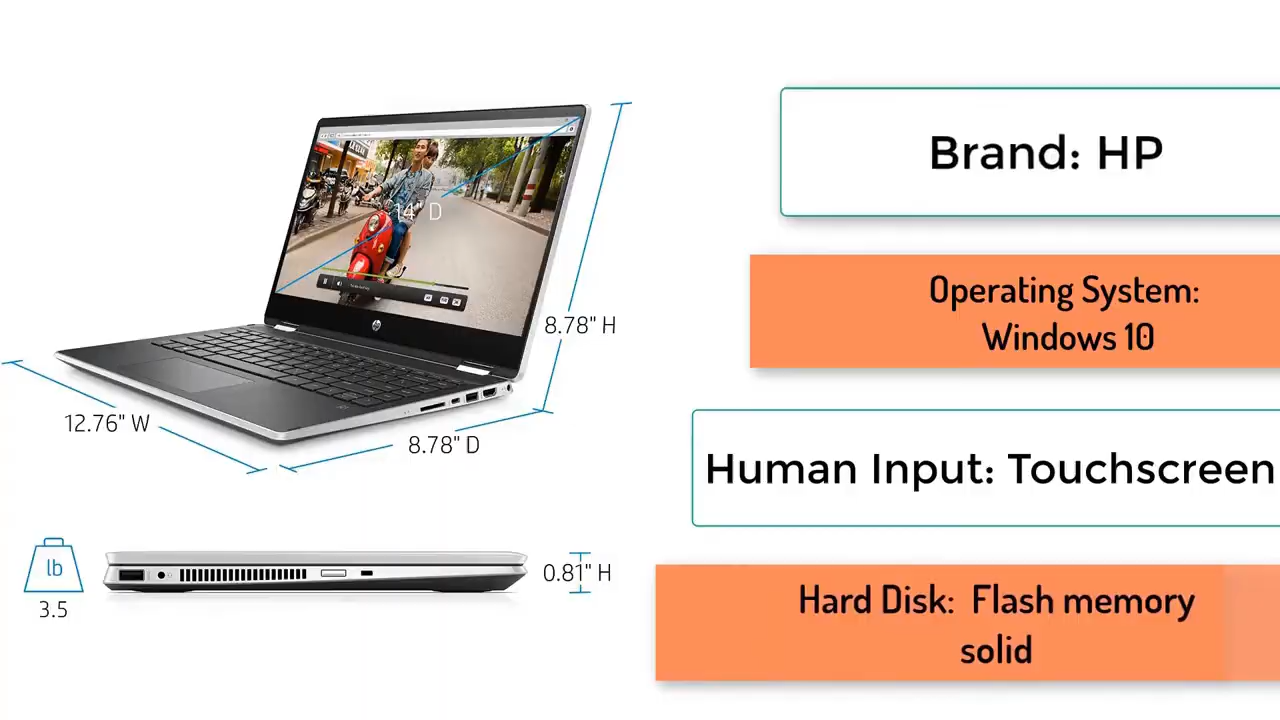 Brand: HP
Operating System:
Windows 10
Human Input: Touchscreen
Hard Disk: Flash memory
solid
14" D
8.78" H
12.76" W
8.78" D
lb
3.5
0.81" H
hp